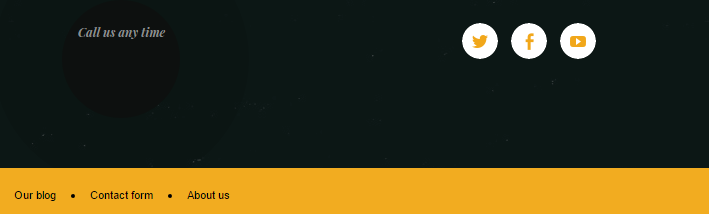 Call us any time
Our blog • Contact form • About us